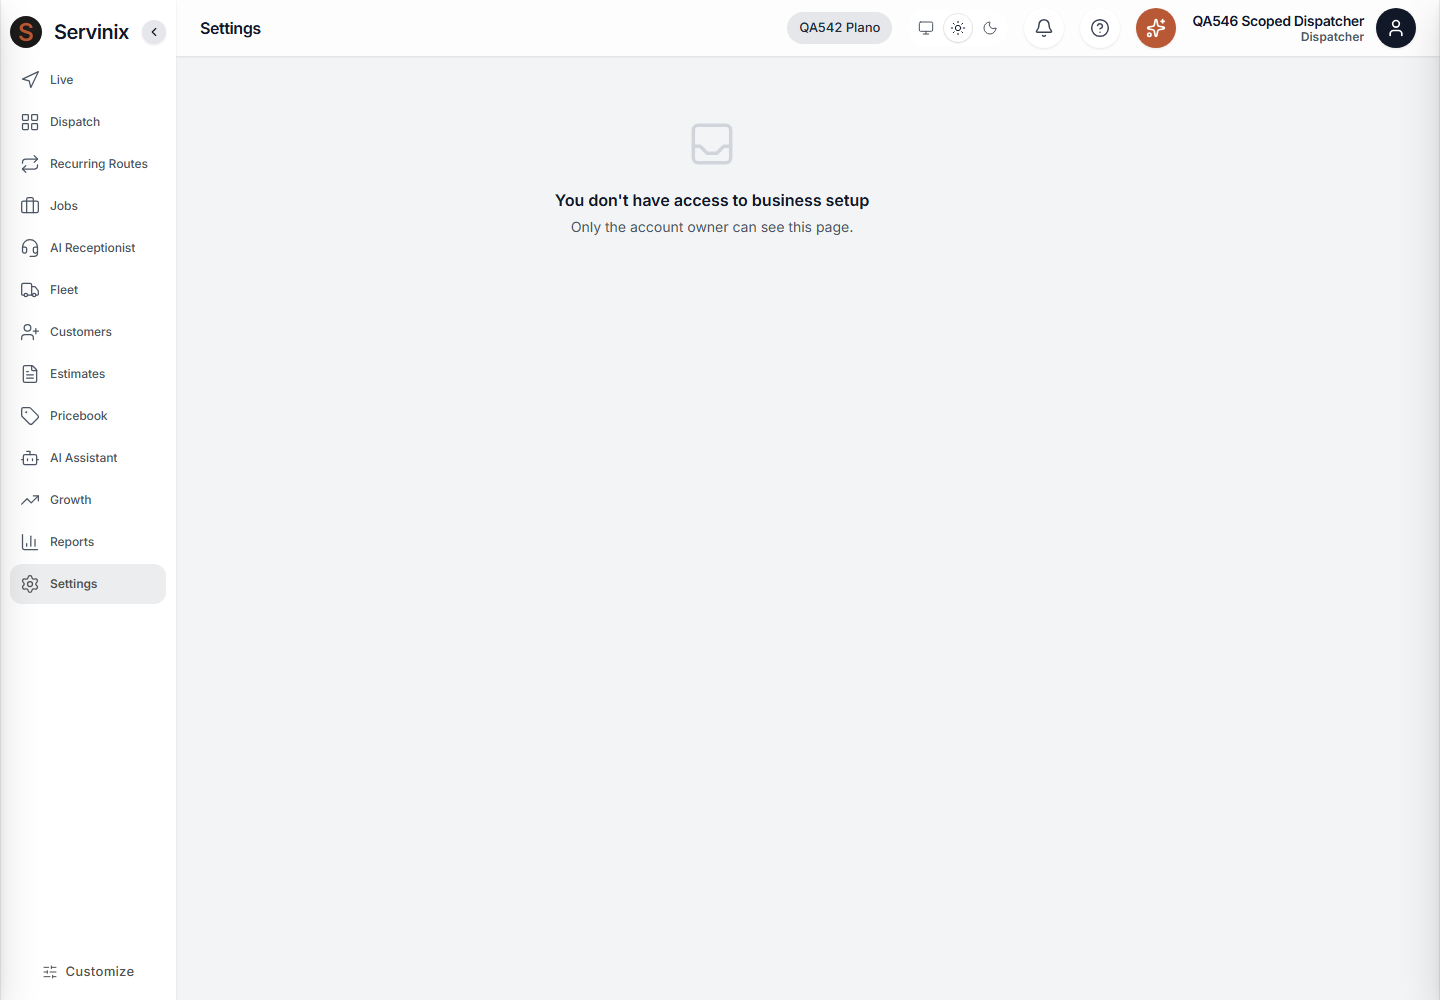 S Servinix
Live
Dispatch
Recurring Routes
Jobs
AI Receptionist
Fleet
Customers
Estimates
Pricebook
AI Assistant
Growth
Reports
Settings
Customize
Settings
QA542 Plano
QA546 Scoped Dispatcher
Dispatcher
You don't have access to business setup
Only the account owner can see this page.